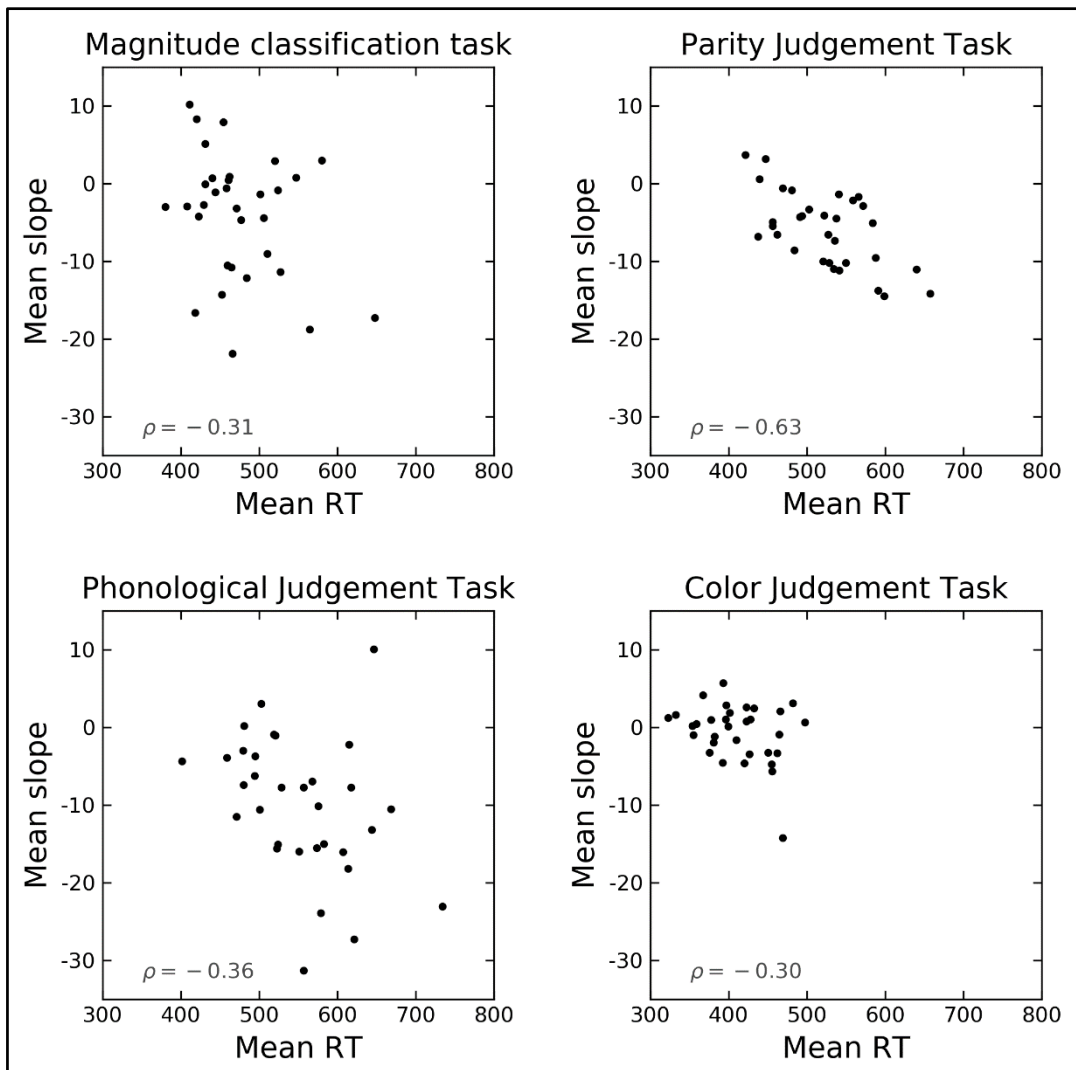 Magnitude classification task
Parity Judgement Task
10
0
-10
-20
-30
Mean slope
ρ = −0.31
300 400 500 600 700 800
Mean RT
10
0
-10
-20
-30
Mean slope
ρ = −0.63
300 400 500 600 700 800
Mean RT
Phonological Judgement Task
Color Judgement Task
10
0
-10
-20
-30
Mean slope
ρ = −0.36
300 400 500 600 700 800
Mean RT
10
0
-10
-20
-30
Mean slope
ρ = −0.30
300 400 500 600 700 800
Mean RT